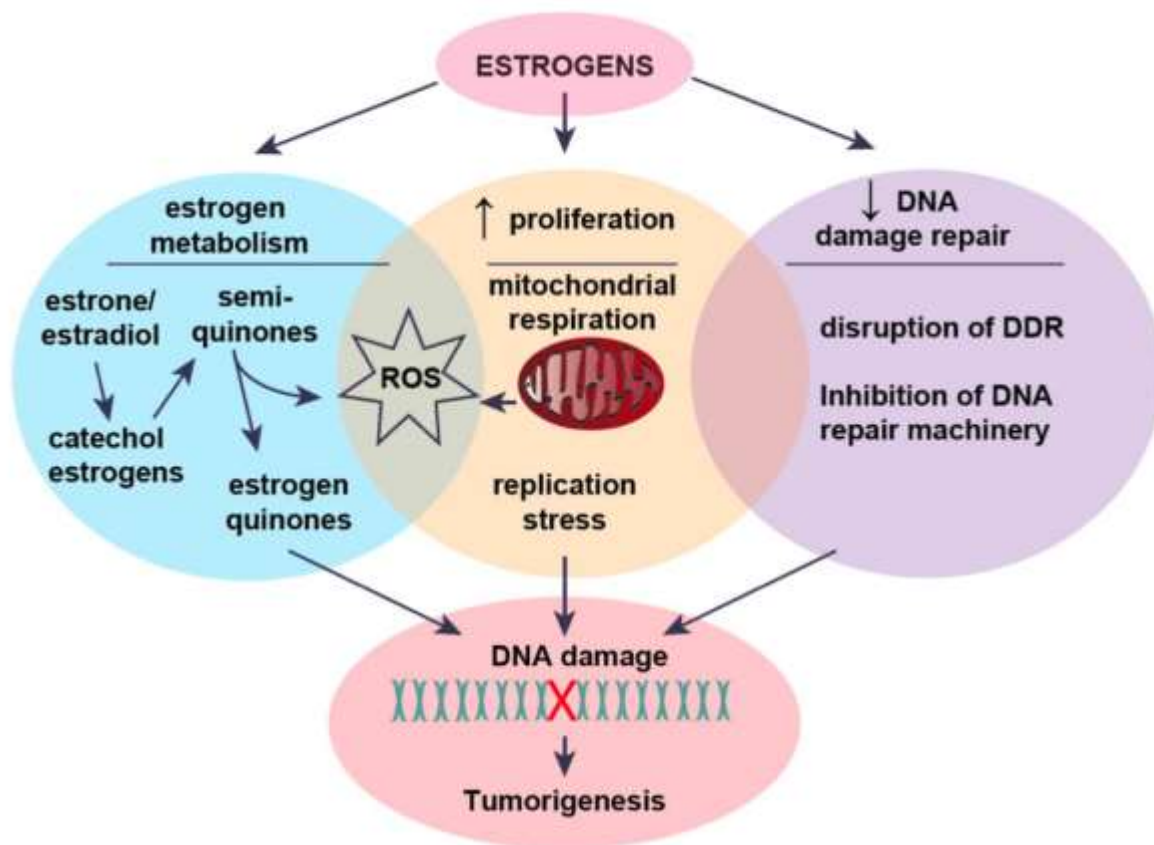 ESTROGENS
estrogen
metabolism
estrone/
estradiol
semi-
quinones
catechol
estrogens
estrogen
quinones
ROS
↑ proliferation
mitochondrial
respiration
replication
stress
↓ DNA
damage repair
disruption of DDR
Inhibition of DNA
repair machinery
DNA damage
Tumorigenesis